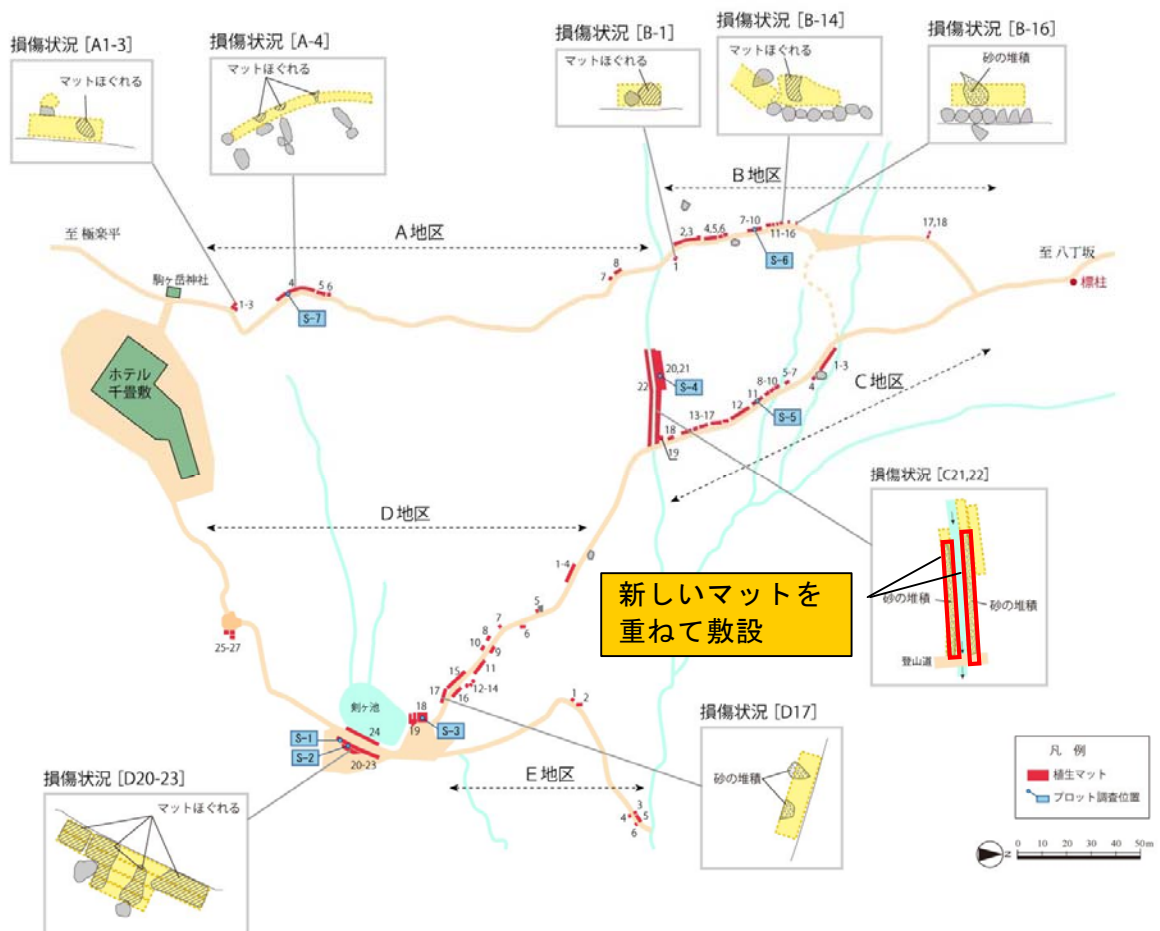 損傷状況 [A1-3]
マットほぐれる
損傷状況 [A-4]
マットほぐれる
損傷状況 [B-1]
マットほぐれる
損傷状況 [B-14]
マットほぐれる
損傷状況 [B-16]
砂の堆積
B 地区
A 地区
至 極楽平
駒ヶ岳神社
1-3
4
5 6
S-7
7
8
1
2,3
4,5,6
7-10
11-16
S-6
17,18
至 八丁坂
標柱
ホテル
千畳敷
22
20,21
S-4
1-3
4
5-7
8-10
11
S-5
12
13-17
18
19
C 地区
D 地区
損傷状況 [C21,22]
砂の堆積
砂の堆積
登山道
新しいマットを
重ねて敷設
1-4
5
6
7
8
9
10
11
12-14
15
16
17
18
19
S-3
25-27
剣ヶ池
24
S-1
S-2
20-23
1
2
E 地区
3
4
5
6
損傷状況 [D17]
砂の堆積
損傷状況 [D20-23]
マットほぐれる
凡 例
植生マット
プロット調査位置
N
0 10 20 30 40 50m